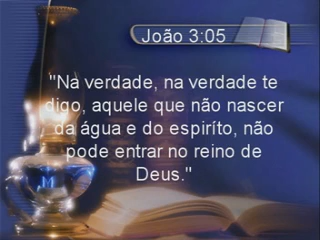 João 3:05
"Na verdade, na verdade te
digo, aquele que não nascer
da água e do espiríto, não
pode entrar no reino de
Deus."